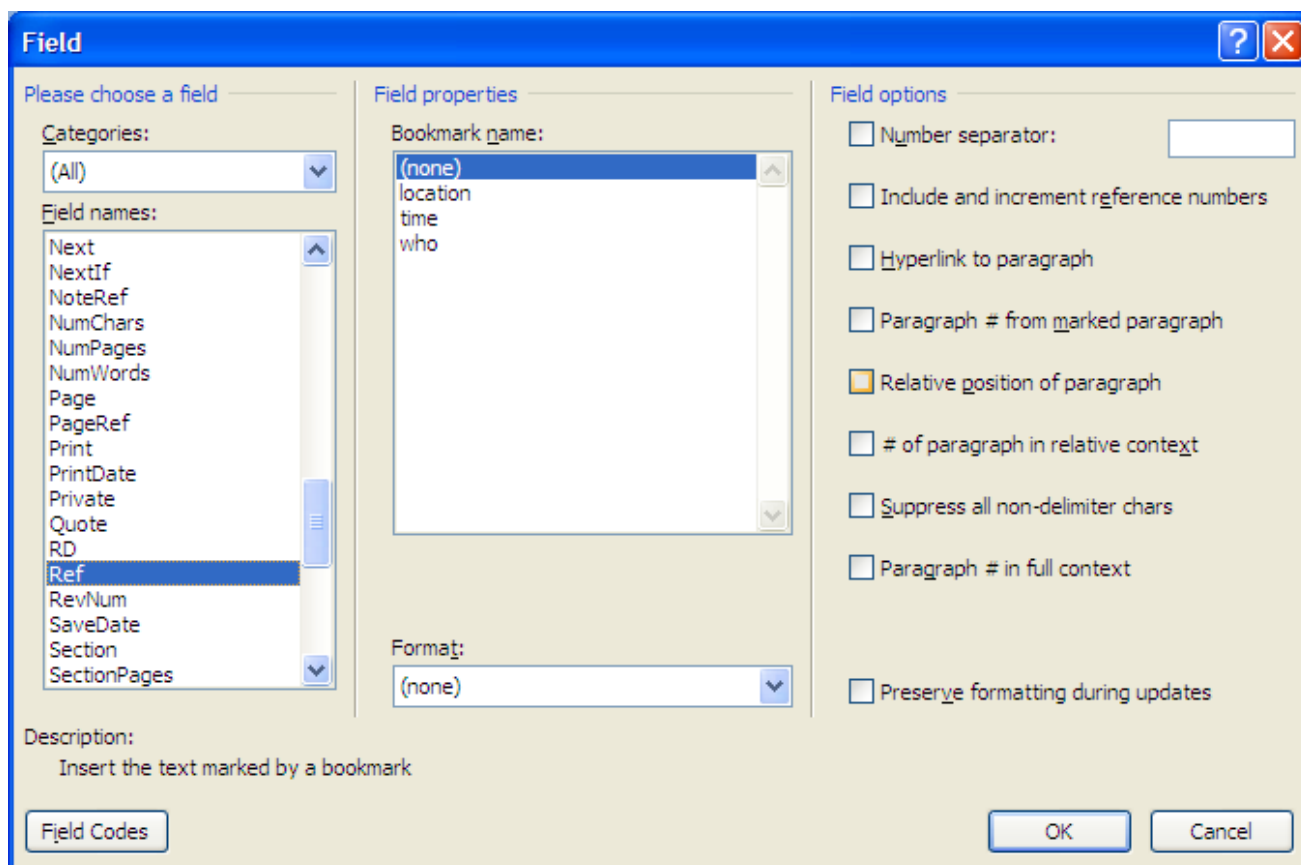 Field
Please choose a field
Categories:
(All)
Field names:
Next
NextIf
NoteRef
NumChars
NumPages
NumWords
Page
PageRef
Print
PrintDate
Private
Quote
RD
Ref
RevNum
SaveDate
Section
SectionPages
Field properties
Bookmark name:
(none)
location
time
who
Format:
(none)
Field options
Number separator:
Include and increment reference numbers
Hyperlink to paragraph
Paragraph # from marked paragraph
Relative position of paragraph
# of paragraph in relative context
Suppress all non-delimiter chars
Paragraph # in full context
Preserve formatting during updates
Description:
Insert the text marked by a bookmark
Field Codes
OK
Cancel